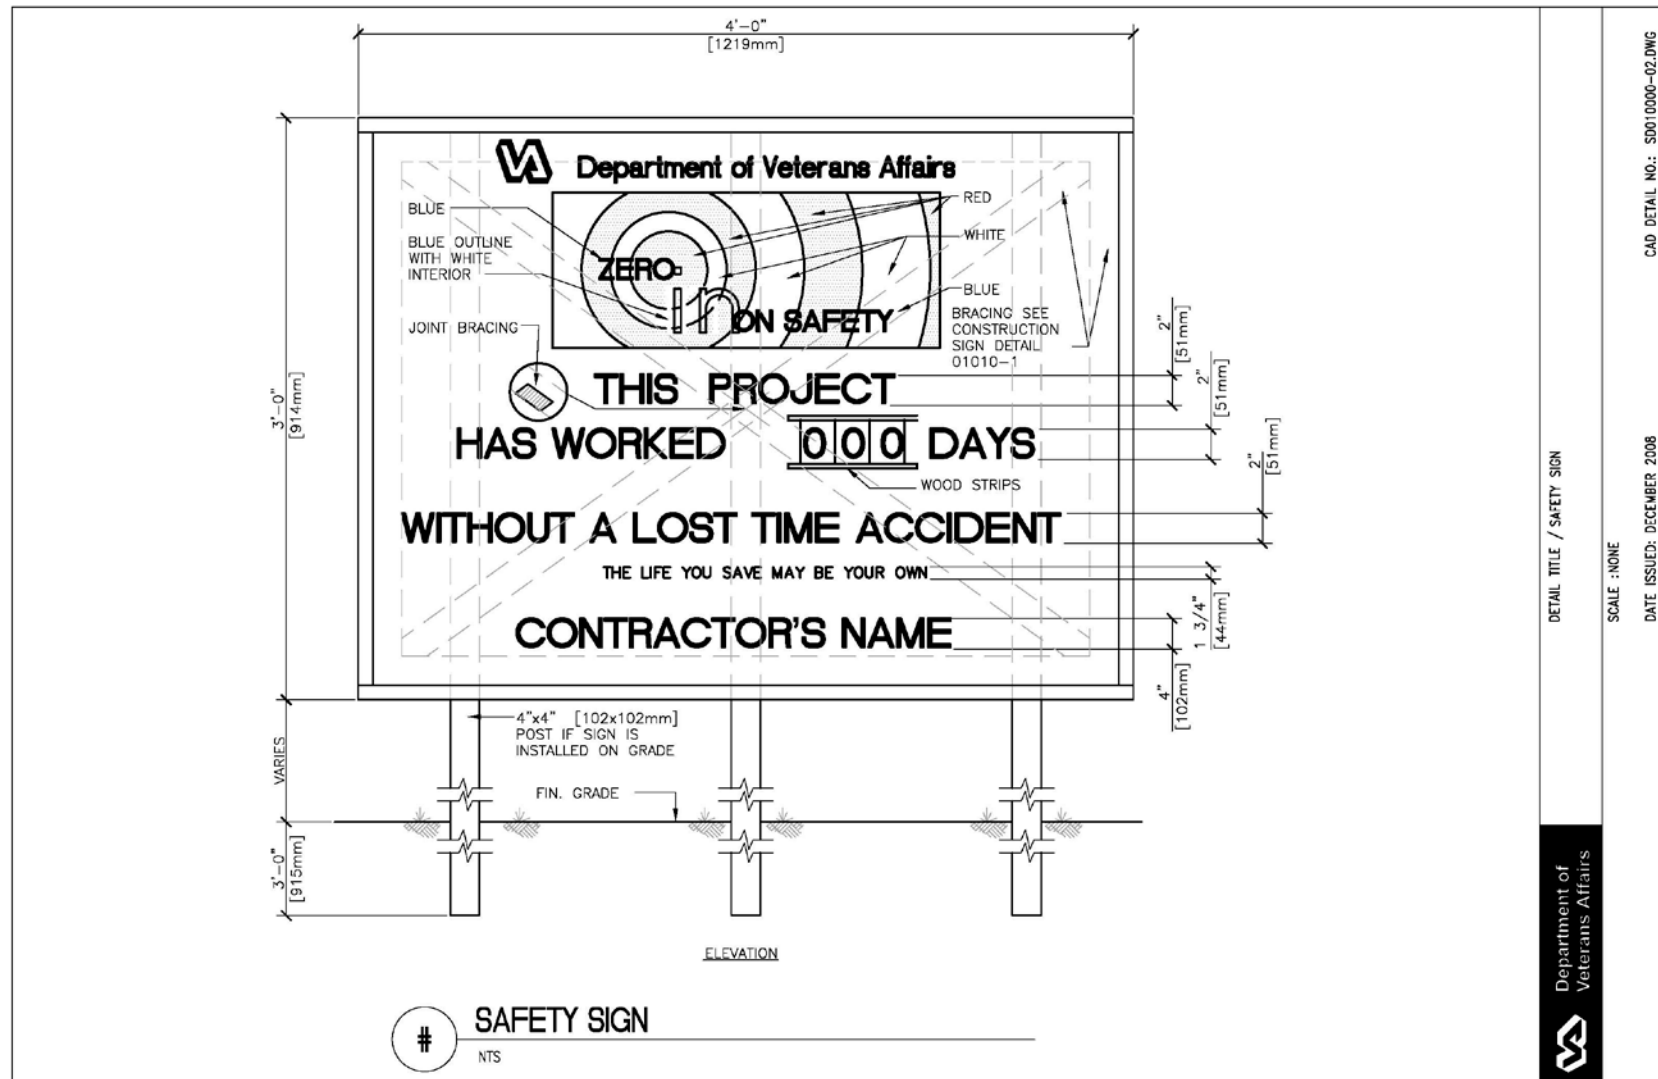 4'-0"
[1219mm]
VA Department of Veterans Affairs
BLUE
RED
BLUE OUTLINE
WITH WHITE
INTERIOR
WHITE
ZERO
in
ON SAFETY
BLUE
JOINT BRACING
BRACING SEE
CONSTRUCTION
SIGN DETAIL
01010-1
2"
[51mm]
3'-0"
[914mm]
THIS PROJECT
2"
[51mm]
HAS WORKED 000 DAYS
WOOD STRIPS
2"
[51mm]
WITHOUT A LOST TIME ACCIDENT
THE LIFE YOU SAVE MAY BE YOUR OWN
1 3/4"
[44mm]
CONTRACTOR'S NAME
4"
[102mm]
4"x4" [102x102mm]
POST IF SIGN IS
INSTALLED ON GRADE
VARIES
FIN. GRADE
3'-0"
[915mm]
ELEVATION
# SAFETY SIGN
NTS
DETAIL TITLE / SAFETY SIGN
SCALE :NONE
CAD DETAIL NO.: SD010000-02.DWG
DATE ISSUED: DECEMBER 2008
VA Department of
Veterans Affairs